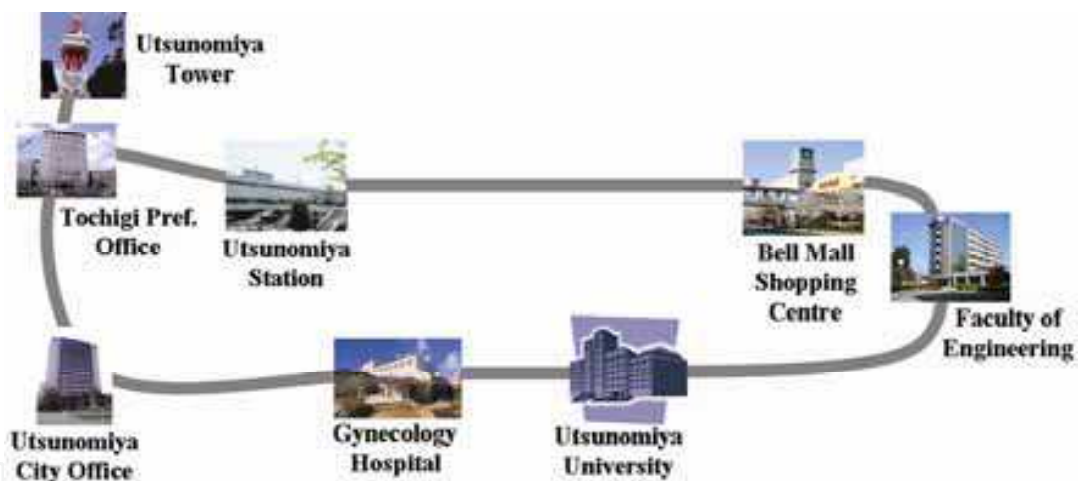 Utsunomiya
Tower
Tochigi Pref.
Office
Utsunomiya
Station
Bell Mall
Shopping
Centre
Faculty of
Engineering
Utsunomiya
City Office
Gynecology
Hospital
Utsunomiya
University